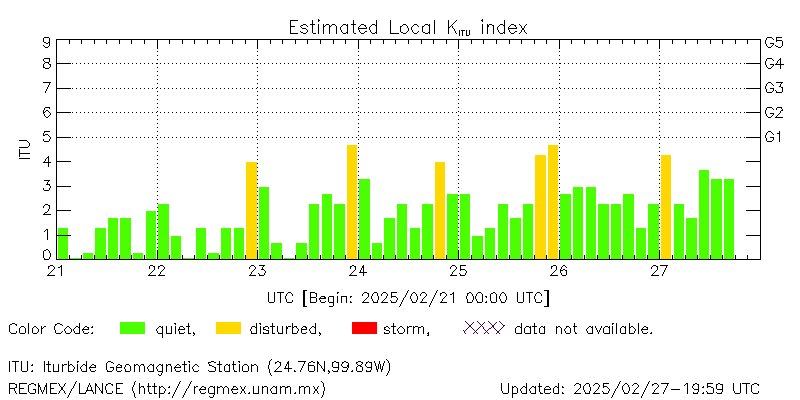 Estimated Local K ITU index
9 G5
8 G4
7 G3
6 G2
5 G1
4
3
2
1
0
ITU
21 22 23 24 25 26 27
UTC [Begin: 2025/02/21 00:00 UTC]
Color Code: quiet, disturbed, storm, data not available.
ITU: Iturbide Geomagnetic Station (24.76N,99.89W)
REGMEX/LANCE (http://regmex.unam.mx) Updated: 2025/02/27-19:59 UTC